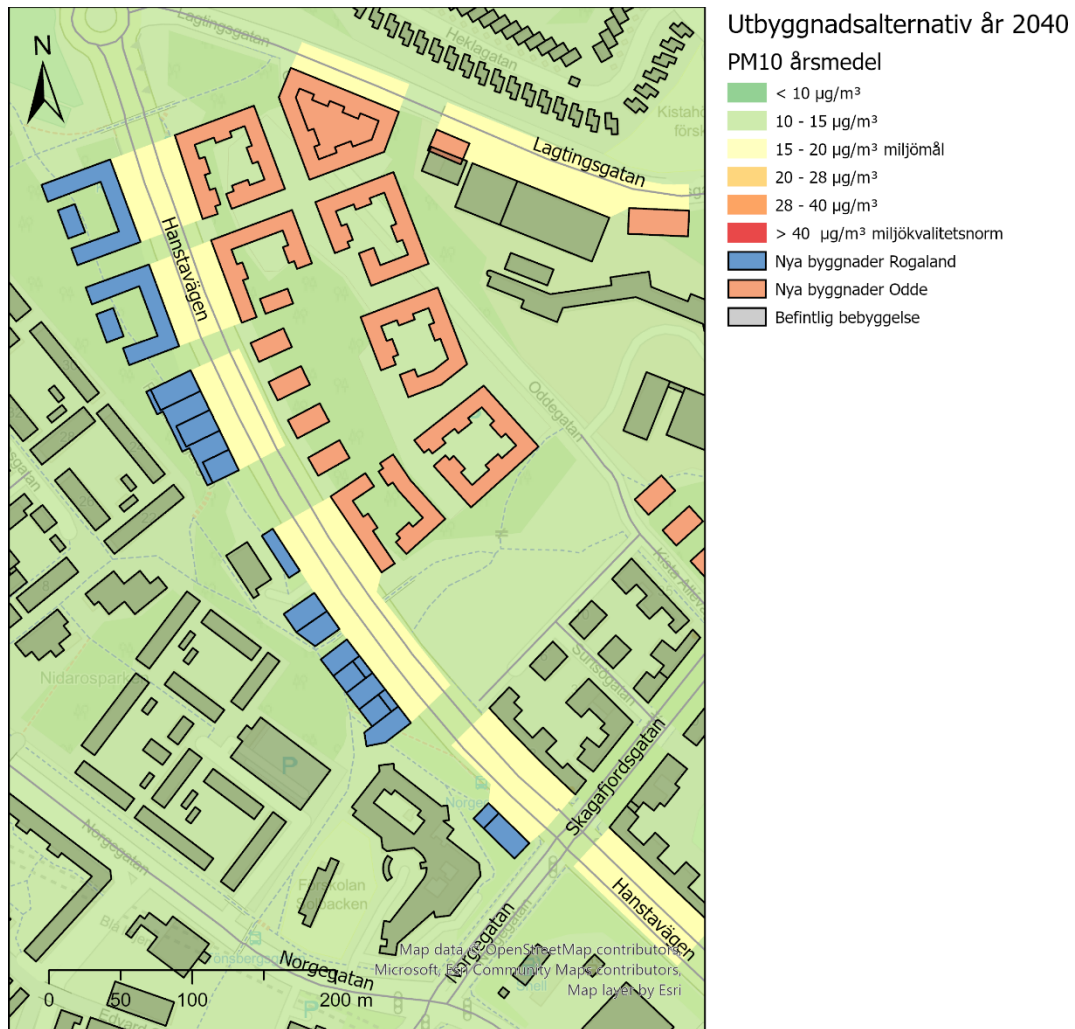 Utbyggnadsalternativ år 2040
PM10 årsmedel
< 10 µg/m³
10 - 15 µg/m³
15 - 20 µg/m³ miljömål
20 - 28 µg/m³
28 - 40 µg/m³
> 40 µg/m³ miljökvalitetsnorm
Nya byggnader Rogaland
Nya byggnader Odde
Befintlig bebyggelse
N
Lagtingsgatan
Heklagatan
Lagtingsgatan
Hanstavägen
Oddegatan
Nidarosparken
P
Skagafjordsgatan
Norgegatan
Förskolan
Solbacken
Hanstavägen
Norgegatan
Norgegatan
Map data © OpenStreetMap contributors,
Microsoft, Esri Community Maps contributors,
Map layer by Esri
0 50 100 200 m
Shell
P